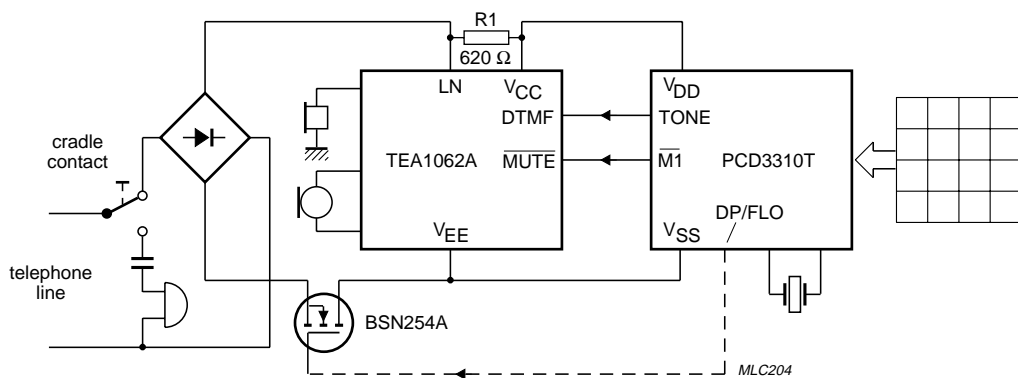 R1
620 Ω
LN
VCC
VDD
DTMF
TONE
cradle
contact
TEA1062A
MUTE
M1
PCD3310T
DP/FLO
VEE
VSS
telephone
line
BSN254A
MLC204